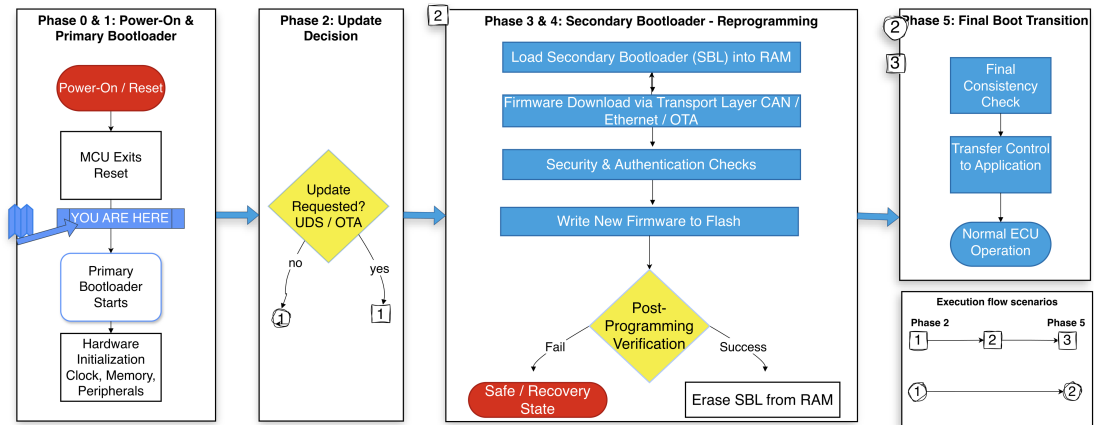 Phase 0 & 1: Power-On &
Primary Bootloader
Power-On / Reset
MCU Exits
Reset
YOU ARE HERE
Primary
Bootloader
Starts
Hardware
Initialization
Clock, Memory,
Peripherals
Phase 2: Update
Decision
Update
Requested?
UDS / OTA
no
yes
1
1
2
Phase 3 & 4: Secondary Bootloader - Reprogramming
Load Secondary Bootloader (SBL) into RAM
Firmware Download via Transport Layer CAN /
Ethernet / OTA
Security & Authentication Checks
Write New Firmware to Flash
Post-
Programming
Verification
Fail
Success
Safe / Recovery
State
Erase SBL from RAM
Phase 5: Final Boot Transition
2
3
Final
Consistency
Check
Transfer Control
to Application
Normal ECU
Operation
Execution flow scenarios
Phase 2
Phase 5
1
2
3
1
2